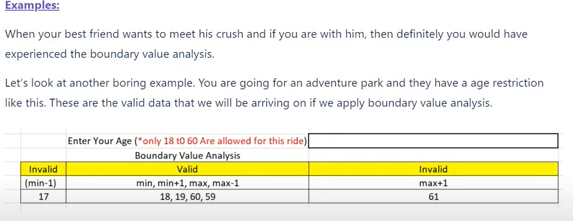 Examples:
When your best friend wants to meet his crush and if you are with him, then definitely you would have
experienced the boundary value analysis.
Let's look at another boring example. You are going for an adventure park and they have a age restriction
like this. These are the valid data that we will be arriving on if we apply boundary value analysis.
Enter Your Age (*only 18 t0 60 Are allowed for this ride)
Boundary Value Analysis
Invalid Valid Invalid
(min-1) min, min+1, max, max-1 max+1
17 18, 19, 60, 59 61